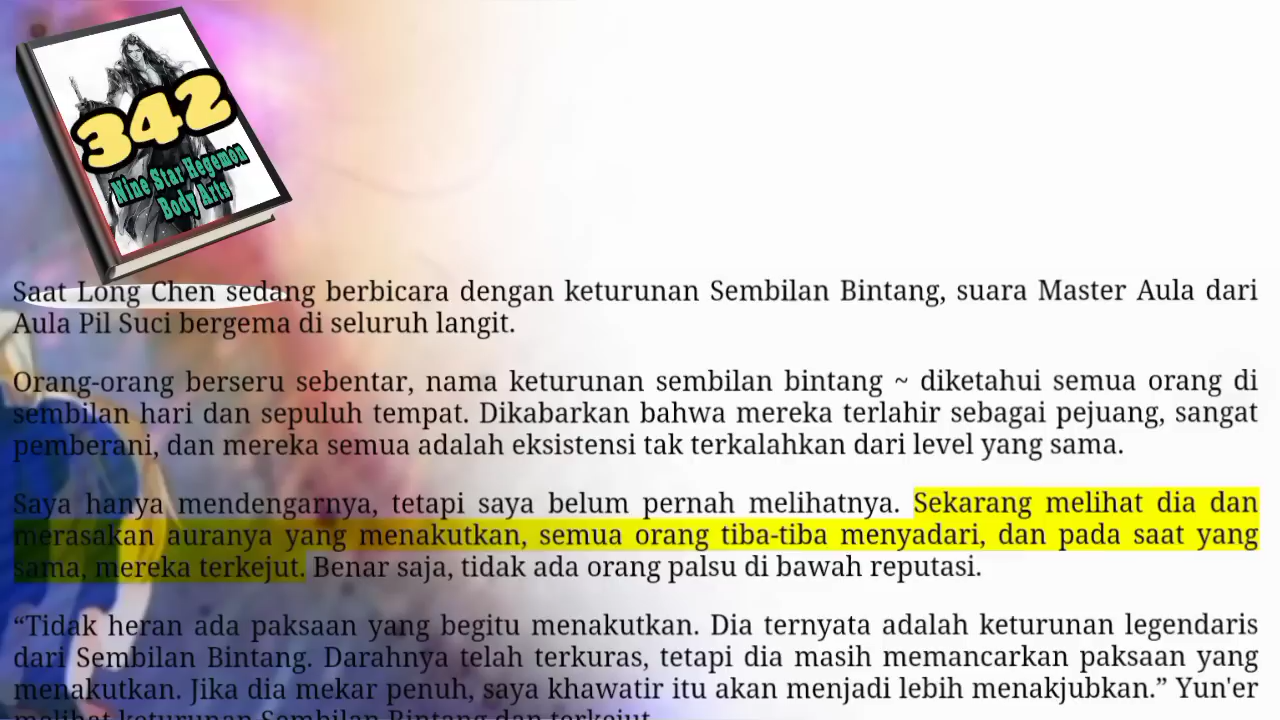 342
Nine Star Hegemon
Body Arts
Saat Long Chen sedang berbicara dengan keturunan Sembilan Bintang, suara Master Aula dari
Aula Pil Suci bergema di seluruh langit.
Orang-orang berseru sebentar, nama keturunan sembilan bintang ~ diketahui semua orang di
sembilan hari dan sepuluh tempat. Dikabarkan bahwa mereka terlahir sebagai pejuang, sangat
pemberani, dan mereka semua adalah eksistensi tak terkalahkan dari level yang sama.
Saya hanya mendengarnya, tetapi saya belum pernah melihatnya. Sekarang melihat dia dan
merasakan auranya yang menakutkan, semua orang tiba-tiba menyadari, dan pada saat yang
sama, mereka terkejut. Benar saja, tidak ada orang palsu di bawah reputasi.
“Tidak heran ada paksaan yang begitu menakutkan. Dia ternyata adalah keturunan legendaris
dari Sembilan Bintang. Darahnya telah terkuras, tetapi dia masih memancarkan paksaan yang
menakutkan. Jika dia mekar penuh, saya khawatir itu akan menjadi lebih menakjubkan.” Yun'er
melihat keturunan Sembilan Bintang dan terkejut.